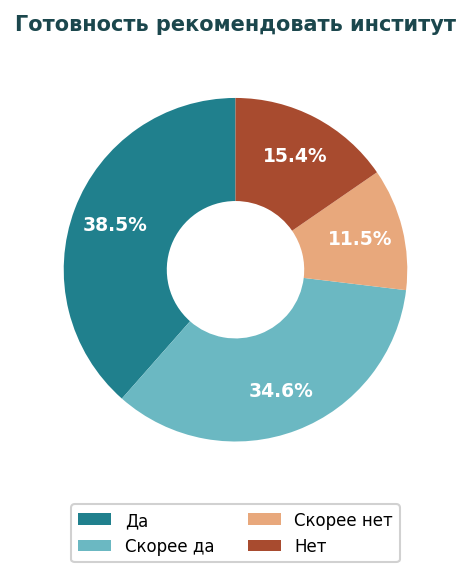 Готовность рекомендовать институт
15.4%
38.5%
11.5%
34.6%
Да
Скорее да
Скорее нет
Нет